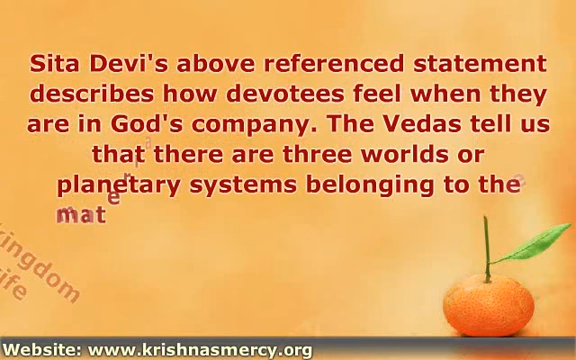 Sita Devi's above referenced statement
describes how devotees feel when they
are in God's company. The Vedas tell us
that there are three worlds or
planetary systems belonging to the
mat
kingdom
ife
Website: www.krishnasmercy.org